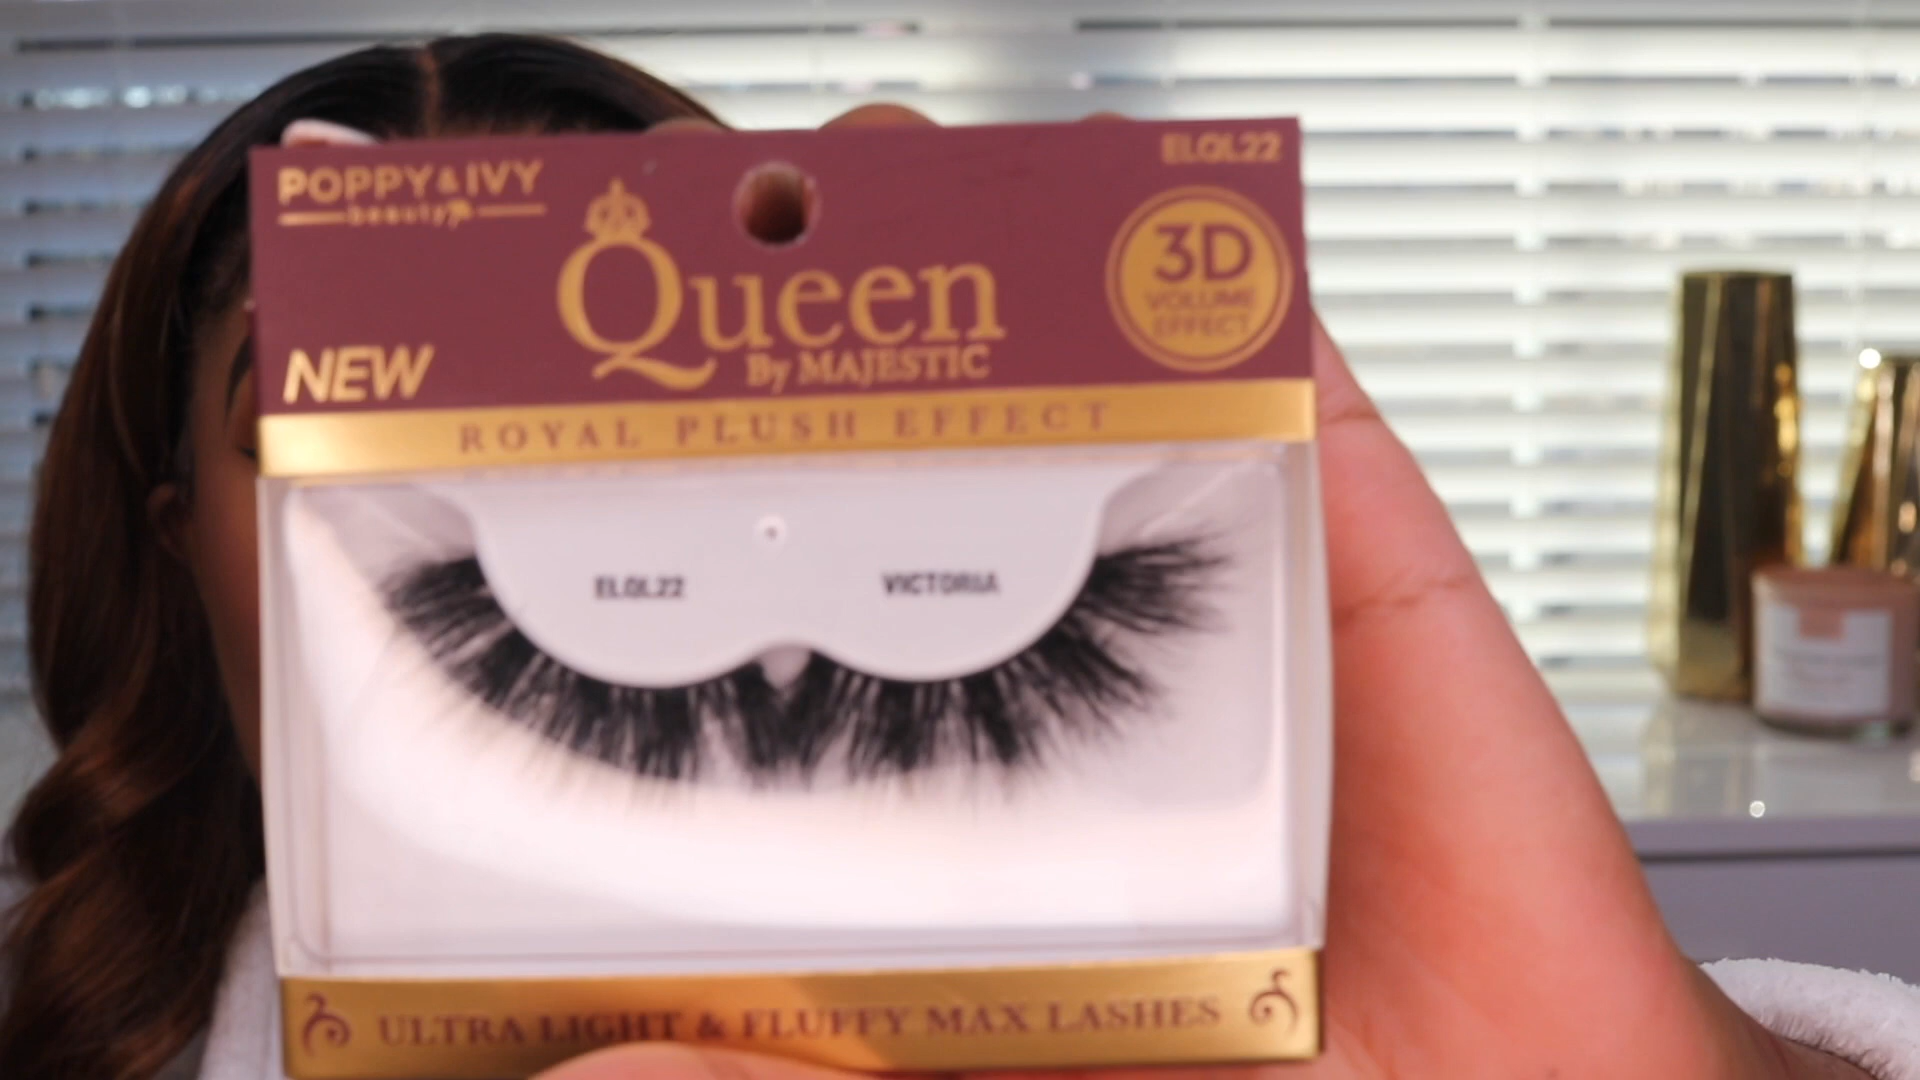 POPPY & IVY
beauty
ELQL22
Queen
By MAJESTIC
3D
VOLUME
EFFECT
NEW
ROYAL PLUSH EFFECT
ELQL22
VICTORIA
ULTRA LIGHT & FLUFFY MAX LASHES